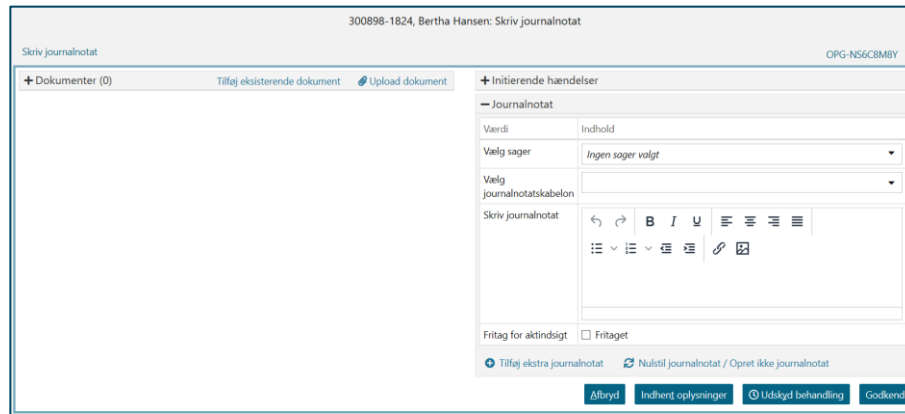 300898-1824, Bertha Hansen: Skriv journalnotat
Skriv journalnotat
OPG-NS6C8M8Y
Dokumenter (0)
Tilføj eksisterende dokument
Upload dokument
Initierende hændelser
Journalnotat
Værdi
Indhold
Vælg sager
Ingen sager valgt
Vælg
journalnotatskabelon
Skriv journalnotat
B I U
Fritag for aktindsigt
Fritaget
Tilføj ekstra journalnotat
Nulstil journalnotat / Opret ikke journalnotat
Afbryd
Indhent oplysninger
Udskyd behandling
Godkend